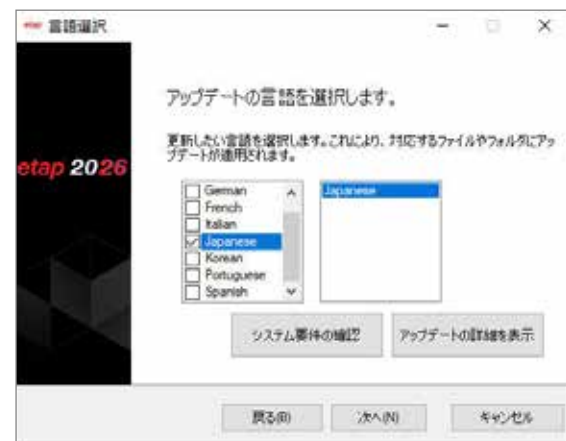 etap 言語選択
アップデートの言語を選択します。
更新したい言語を選択します。これにより、対応するファイルやフォルダにアッ
プデートが適用されます。
etap 2026
German
French
Italian
Japanese
Korean
Portuguese
Spanish
Japanese
システム要件の確認
アップデートの詳細を表示
戻る(B)
次へ(N)
キャンセル